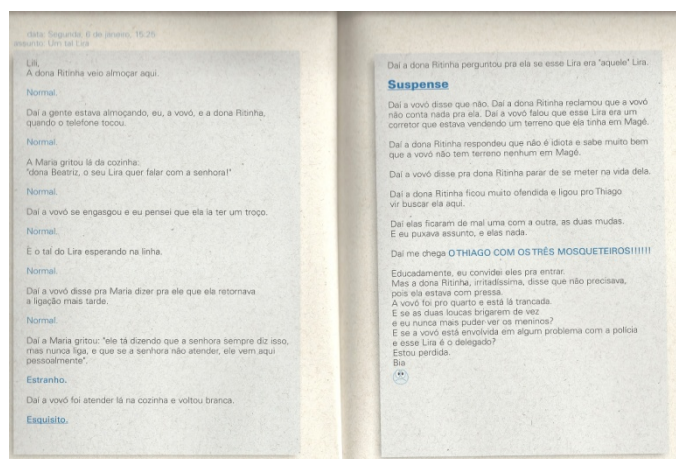 data: Segunda, 6 de janeiro, 15:25
assunto: Um tal Lira
Lili,
A dona Ritinha veio almoçar aqui.
Normal.
Daí a gente estava almoçando, eu, a vovó, e a dona Ritinha,
quando o telefone tocou.
Normal.
A Maria gritou lá da cozinha:
"dona Beatriz, o seu Lira quer falar com a senhora!"
Normal.
Daí a vovó se engasgou e eu pensei que ela ia ter um troço.
Normal.
E o tal do Lira esperando na linha.
Normal.
Daí a vovó disse pra Maria dizer pra ele que ela retornava
a ligação mais tarde.
Normal.
Daí a Maria gritou: "ele tá dizendo que a senhora sempre diz isso,
mas nunca liga, e que se a senhora não atender, ele vem aqui
pessoalmente".
Estranho.
Daí a vovó foi atender lá na cozinha e voltou branca.
Esquisito.
Daí a dona Ritinha perguntou pra ela se esse Lira era "aquele" Lira.
Suspense
Daí a vovó disse que não. Daí a dona Ritinha reclamou que a vovó
não conta nada pra ela. Daí a vovó falou que esse Lira era um
corretor que estava vendendo um terreno que ela tinha em Magé.
Daí a dona Ritinha respondeu que não é idiota e sabe muito bem
que a vovó não tem terreno nenhum em Magé.
Daí a vovó disse pra dona Ritinha parar de se meter na vida dela.
Daí a dona Ritinha ficou muito ofendida e ligou pro Thiago
vir buscar ela aqui.
Daí elas ficaram de mal uma com a outra, as duas mudas.
E eu puxava assunto, e elas nada.
Daí me chega O THIAGO COM OS TRÊS MOSQUETEIROS!!!!!!
Educadamente, eu convidei eles pra entrar.
Mas a dona Ritinha, irritadíssima, disse que não precisava,
pois ela estava com pressa.
A vovó foi pro quarto e está lá trancada.
E se as duas loucas brigarem de vez
e eu nunca mais puder ver os meninos?
E se a vovó está envolvida em algum problema com a polícia
e esse Lira é o delegado?
Estou perdida.
Bia